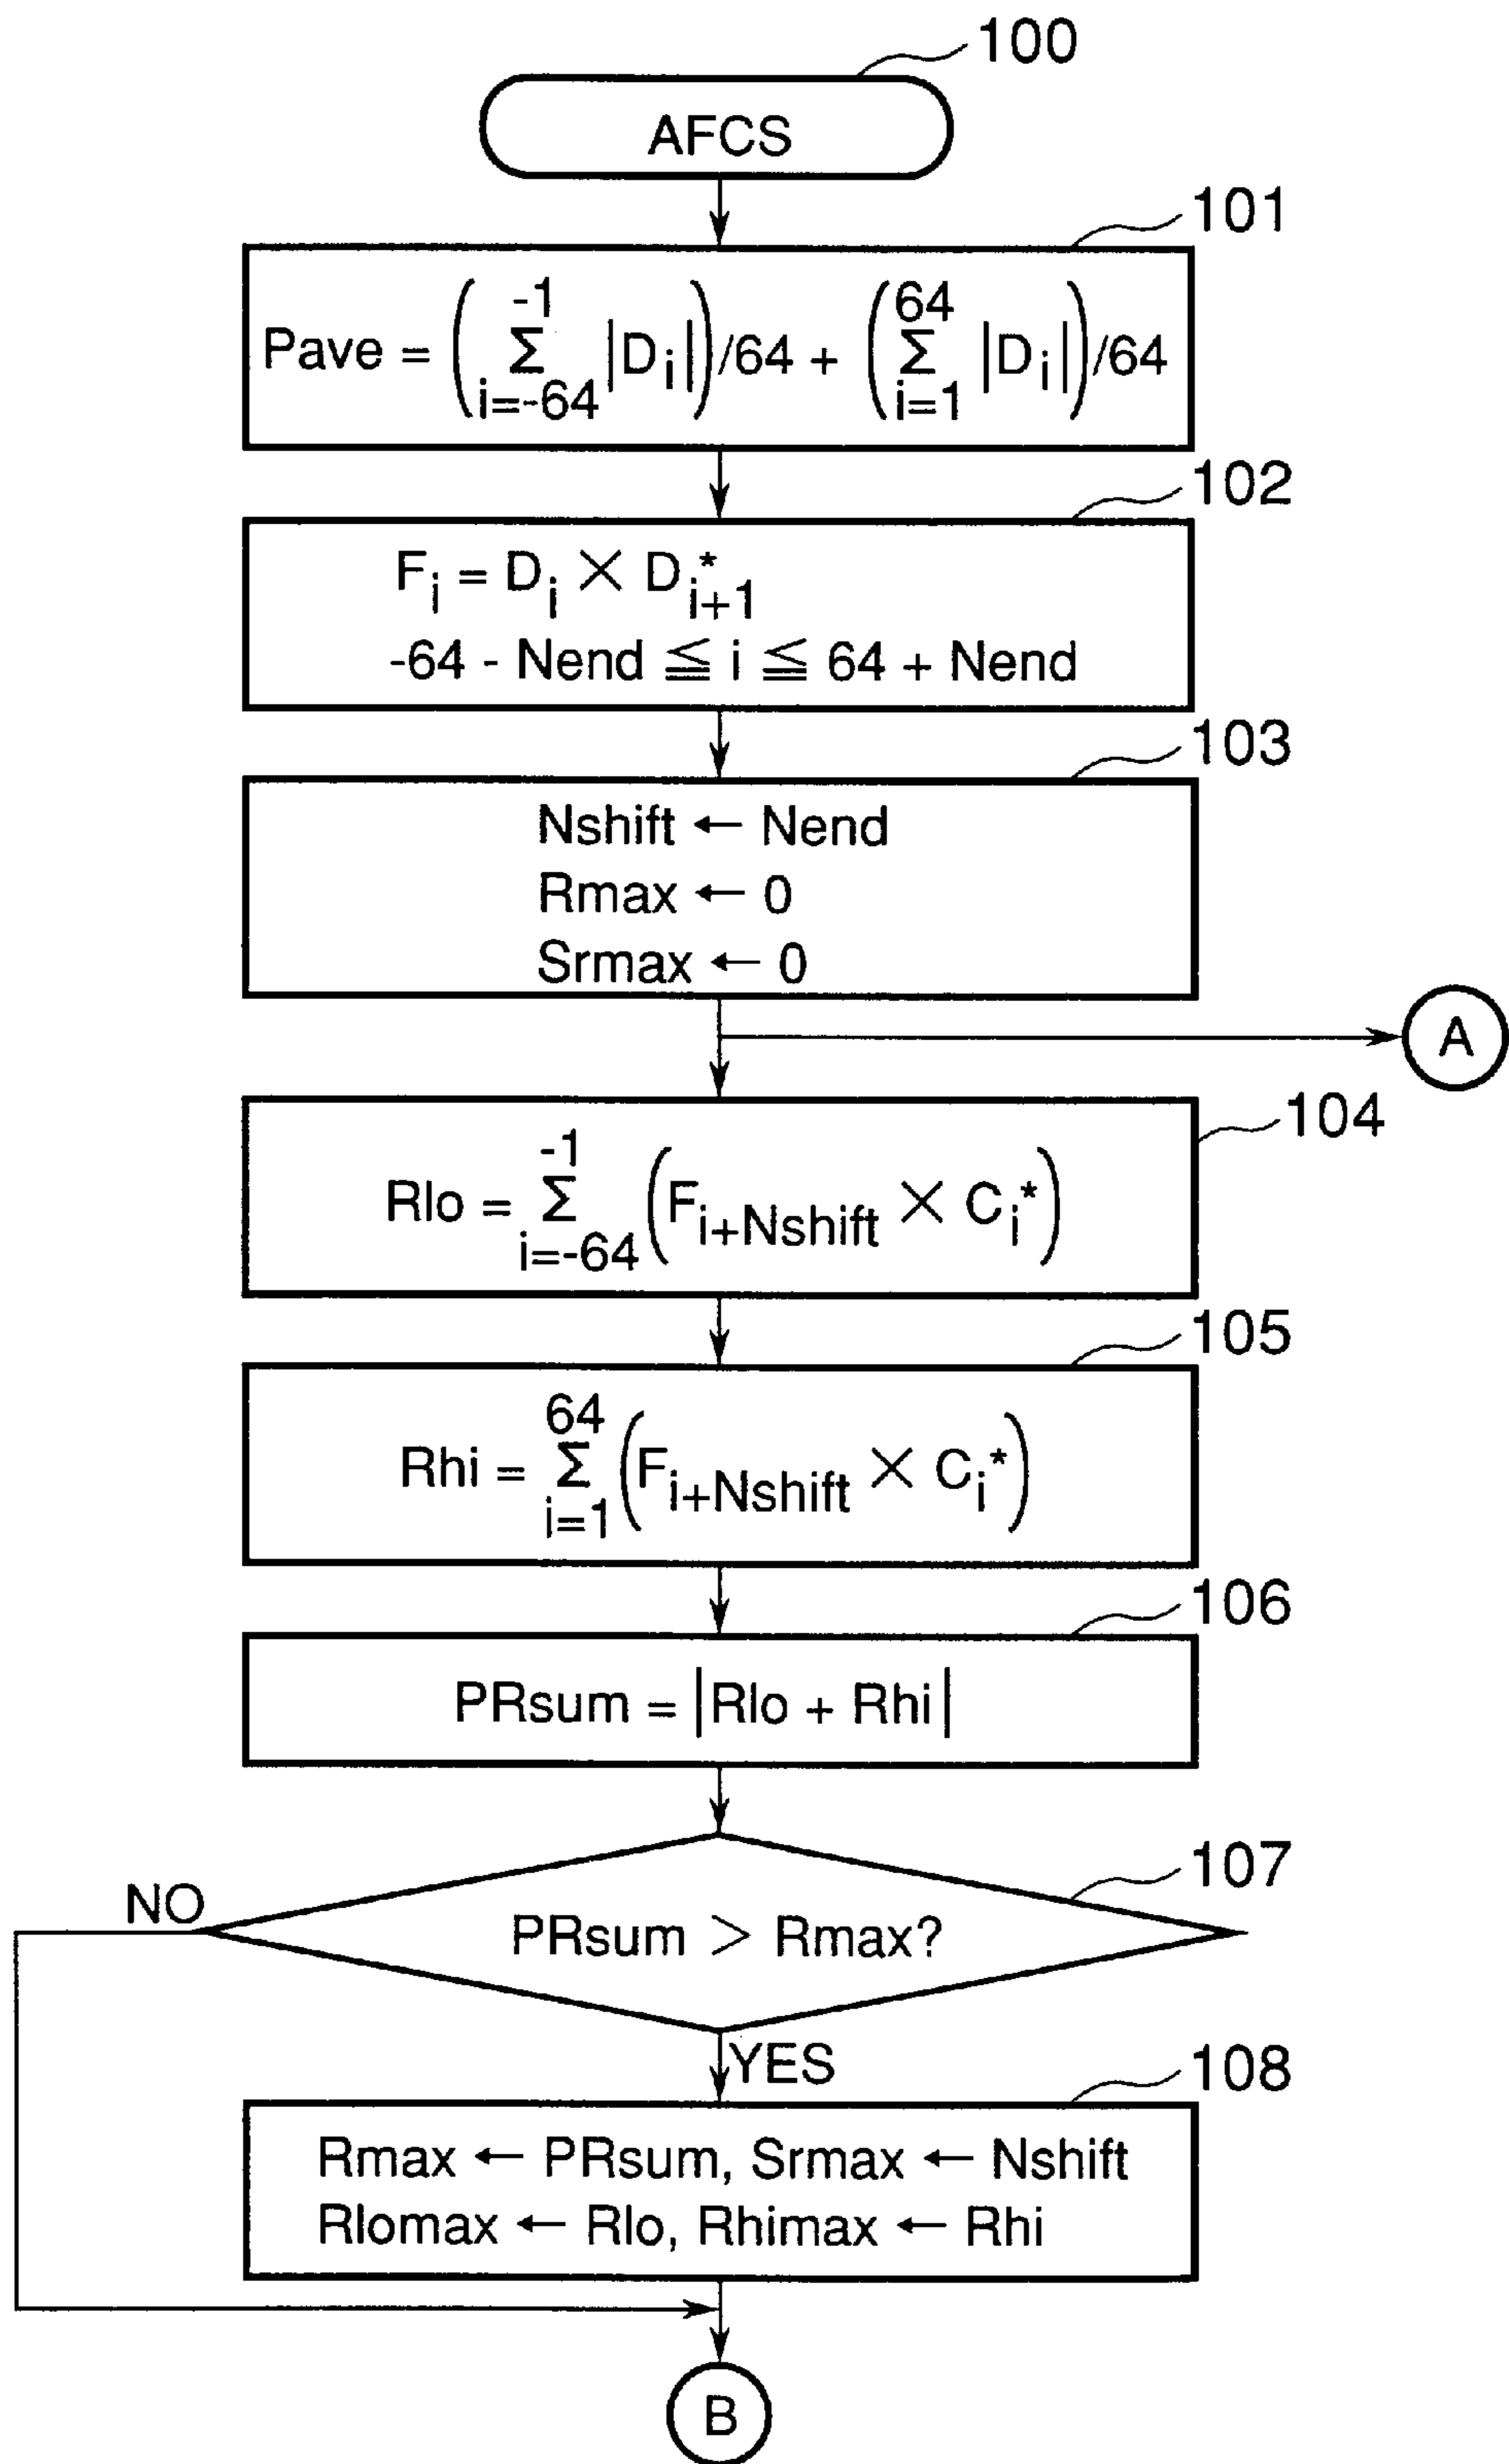 100
AFCS
101
Pave = ( Σ_{i=-64}^{-1} |D_i| )/64 + ( Σ_{i=1}^{64} |D_i| )/64
102
F_i = D_i × D*_{i+1}
-64 - Nend ≦ i ≦ 64 + Nend
103
Nshift ← Nend
Rmax ← 0
Srmax ← 0
A
104
Rlo = Σ_{i=-64}^{-1} ( F_{i+Nshift} × C_i* )
105
Rhi = Σ_{i=1}^{64} ( F_{i+Nshift} × C_i* )
106
PRsum = |Rlo + Rhi|
107
NO
PRsum > Rmax?
YES
108
Rmax ← PRsum, Srmax ← Nshift
Rlomax ← Rlo, Rhimax ← Rhi
B